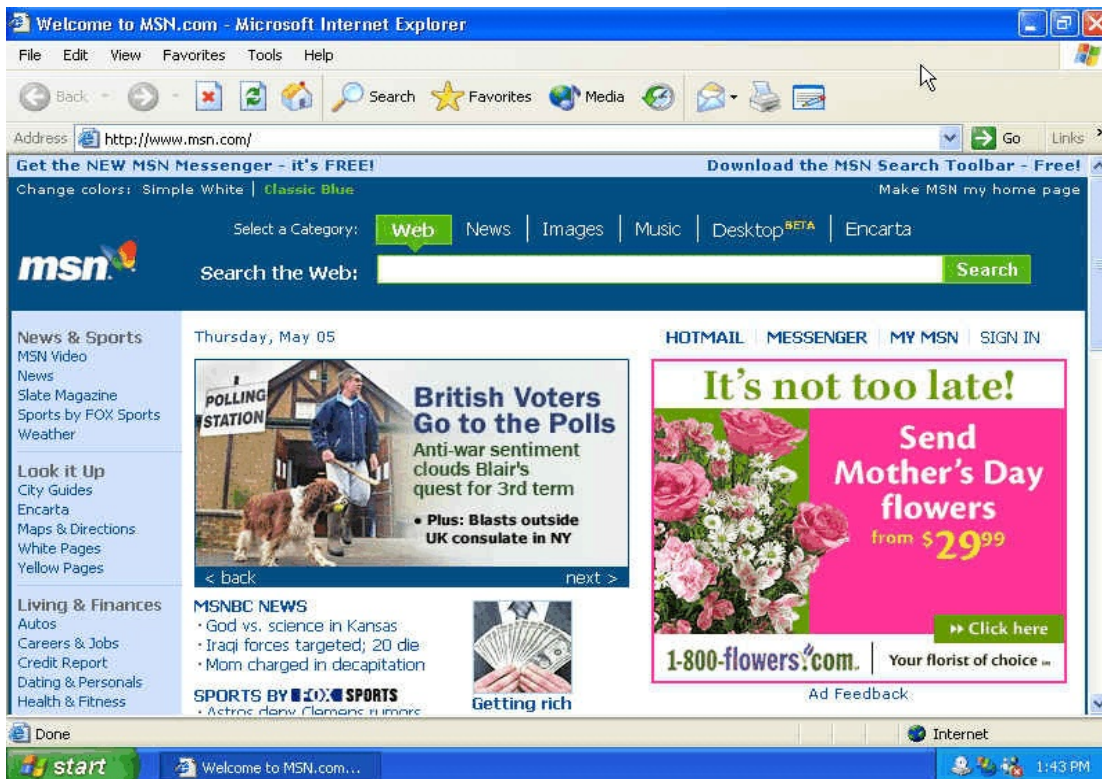 Welcome to MSN.com - Microsoft Internet Explorer
File Edit View Favorites Tools Help
Back Search Favorites Media
Address http://www.msn.com/ Go Links
Get the NEW MSN Messenger - it's FREE! Download the MSN Search Toolbar - Free!
Change colors: Simple White | Classic Blue Make MSN my home page
Select a Category: Web News | Images | Music | Desktop BETA | Encarta
msn
Search the Web: Search
News & Sports
MSN Video
News
Slate Magazine
Sports by FOX Sports
Weather
Look it Up
City Guides
Encarta
Maps & Directions
White Pages
Yellow Pages
Living & Finances
Autos
Careers & Jobs
Credit Report
Dating & Personals
Health & Fitness
Thursday, May 05
POLLING
STATION
British Voters
Go to the Polls
Anti-war sentiment
clouds Blair's
quest for 3rd term
• Plus: Blasts outside
UK consulate in NY
< back next >
MSNBC NEWS
· God vs. science in Kansas
· Iraqi forces targeted; 20 die
· Mom charged in decapitation
SPORTS BY FOX SPORTS
· Astros deny Clemens rumors
Getting rich
HOTMAIL | MESSENGER | MY MSN | SIGN IN
It's not too late!
Send
Mother's Day
flowers
from $29.99
Click here
1-800-flowers.com. Your florist of choice
Ad Feedback
Done Internet
start Welcome to MSN.com... 1:43 PM